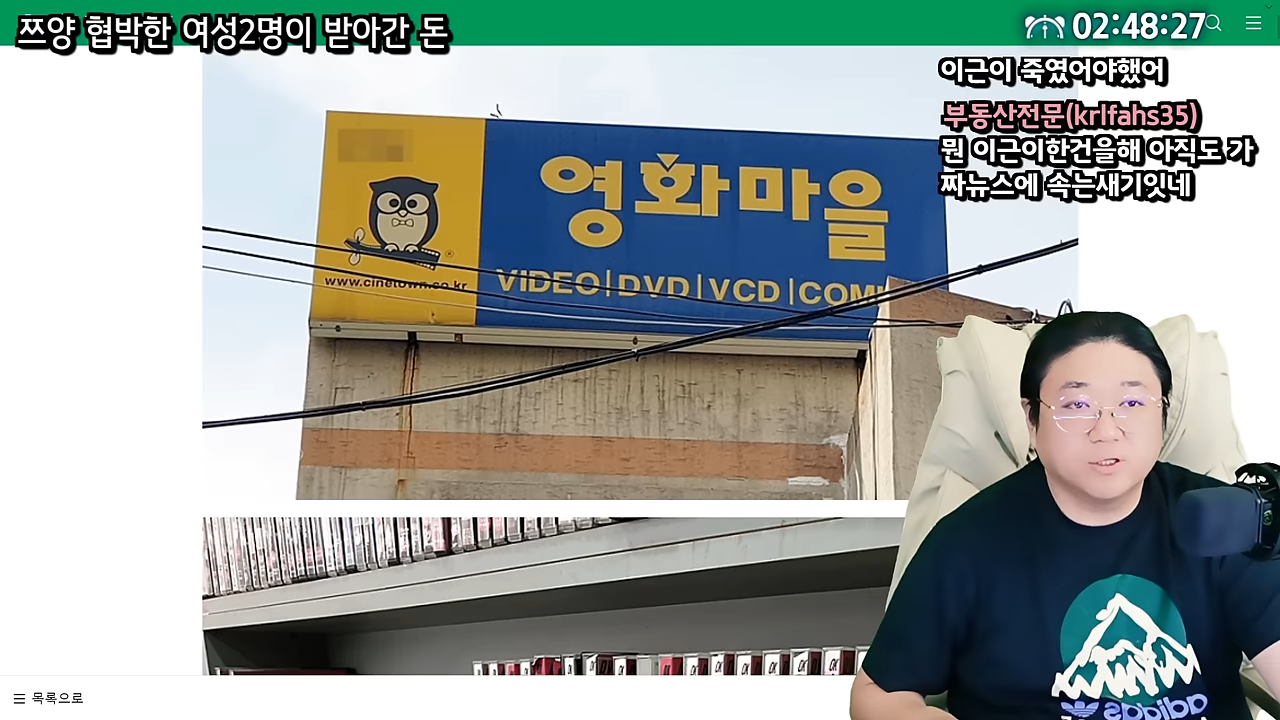 쯔양 협박한 여성2명이 받아간 돈
02:48:27
이근이 죽였어야했어
부동산전문(krlfahs35)
뭔 이근이한건을해 아직도 가
짜뉴스에 속는새기잇네
영화마을
www.cinetown.co.kr
VIDEO|DVD|VCD|COMI
adidas
목록으로